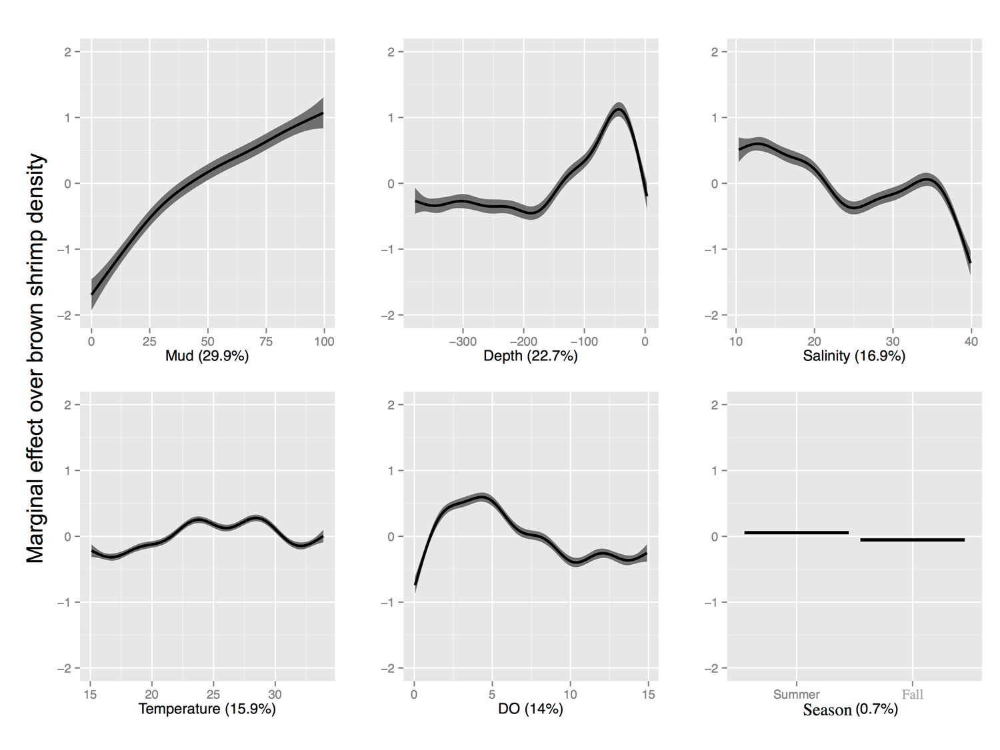 Marginal effect over brown shrimp density
2
1
0
−1
−2
0 25 50 75 100
Mud (29.9%)
2
1
0
−1
−2
−300 −200 −100 0
Depth (22.7%)
2
1
0
−1
−2
10 20 30 40
Salinity (16.9%)
2
1
0
−1
−2
15 20 25 30
Temperature (15.9%)
2
1
0
−1
−2
0 5 10 15
DO (14%)
2
1
0
−1
−2
Summer Fall
Season (0.7%)